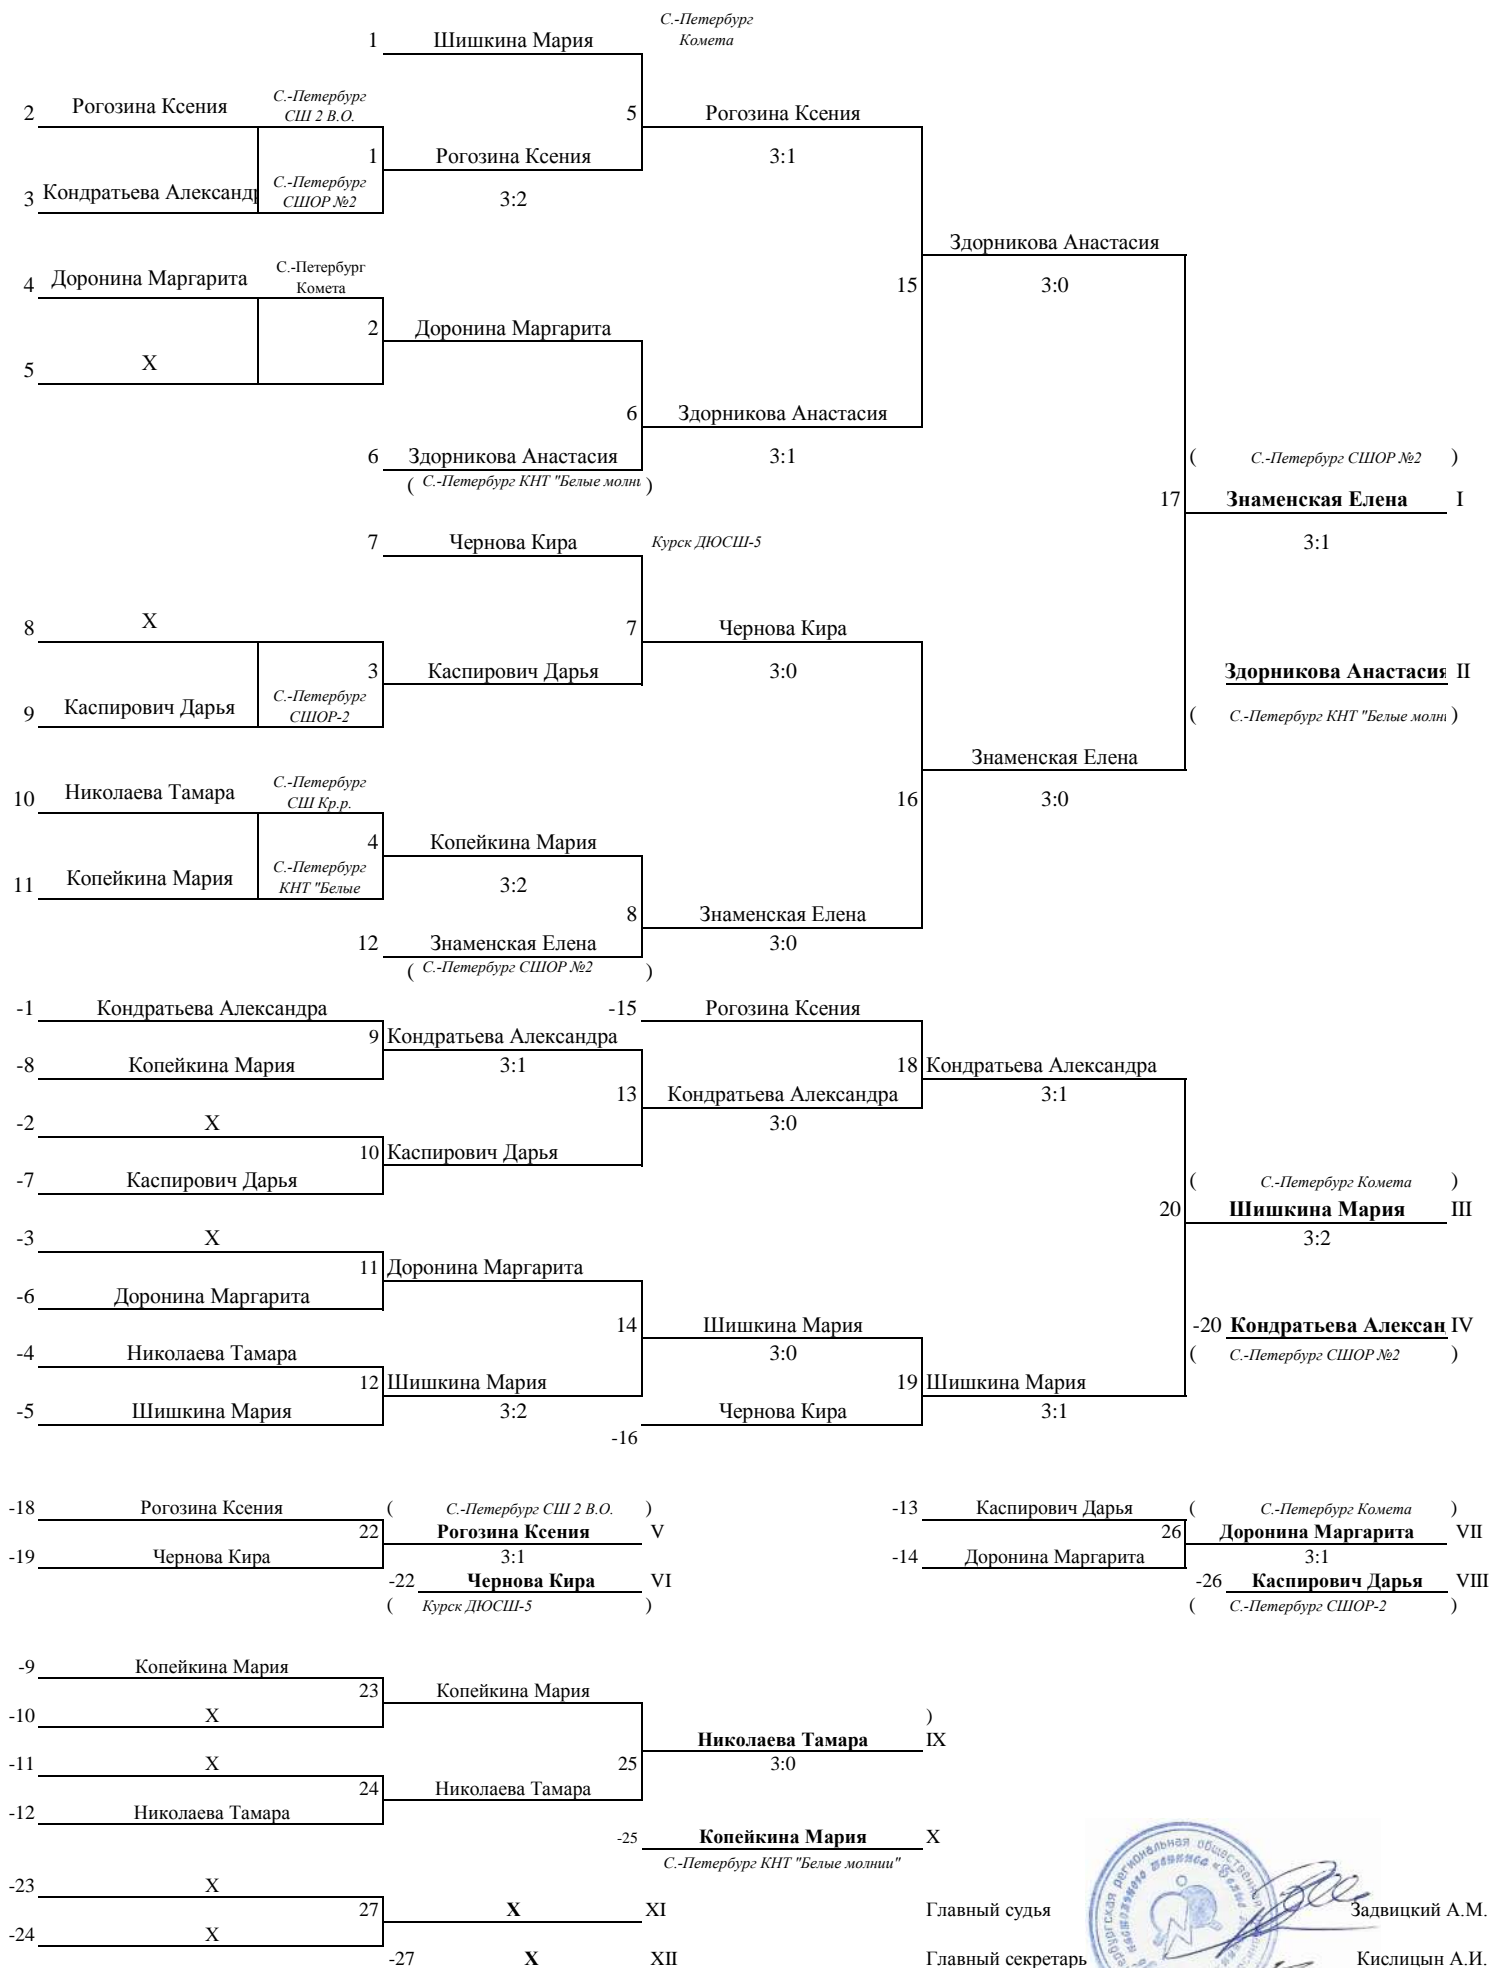 С.-Петербург
1 Шишкина Мария Комета
2 Рогозина Ксения С.-Петербург СШ 2 В.О. 5 Рогозина Ксения
1 Рогозина Ксения 3:1
3 Кондратьева Александр С.-Петербург СШОР №2 3:2
Здорникова Анастасия
4 Доронина Маргарита С.-Петербург Комета 15 3:0
2 Доронина Маргарита
5 X
6 Здорникова Анастасия
6 Здорникова Анастасия 3:1 ( С.-Петербург СШОР №2 )
( С.-Петербург КНТ "Белые молни )
17 Знаменская Елена I
7 Чернова Кира Курск ДЮСШ-5 3:1
8 X 7 Чернова Кира
3 Каспирович Дарья 3:0 Здорникова Анастасия II
9 Каспирович Дарья С.-Петербург СШОР-2 ( С.-Петербург КНТ "Белые молни )
Знаменская Елена
10 Николаева Тамара С.-Петербург СШ Кр.р. 16 3:0
4 Копейкина Мария
11 Копейкина Мария С.-Петербург КНТ "Белые 3:2
8 Знаменская Елена
12 Знаменская Елена 3:0
( С.-Петербург СШОР №2 )
-1 Кондратьева Александра -15 Рогозина Ксения
9 Кондратьева Александра
-8 Копейкина Мария 3:1 18 Кондратьева Александра
13 Кондратьева Александра 3:1
-2 X 3:0
10 Каспирович Дарья
-7 Каспирович Дарья ( С.-Петербург Комета )
20 Шишкина Мария III
-3 X 3:2
11 Доронина Маргарита
-6 Доронина Маргарита
14 Шишкина Мария -20 Кондратьева Алексан IV
-4 Николаева Тамара 3:0 ( С.-Петербург СШОР №2 )
12 Шишкина Мария 19 Шишкина Мария
-5 Шишкина Мария 3:2 Чернова Кира 3:1
-16
-18 Рогозина Ксения ( С.-Петербург СШ 2 В.О. ) -13 Каспирович Дарья ( С.-Петербург Комета )
22 Рогозина Ксения V 26 Доронина Маргарита VII
-19 Чернова Кира 3:1 -14 Доронина Маргарита 3:1
-22 Чернова Кира VI -26 Каспирович Дарья VIII
( Курск ДЮСШ-5 ) ( С.-Петербург СШОР-2 )
-9 Копейкина Мария
23 Копейкина Мария
-10 X )
Николаева Тамара IX
-11 X 25 3:0
24 Николаева Тамара
-12 Николаева Тамара
-25 Копейкина Мария X
С.-Петербург КНТ "Белые молнии"
-23 X
27 X XI Главный судья Задвицкий А.М.
-24 X
-27 X XII Главный секретарь Кислицын А.И.